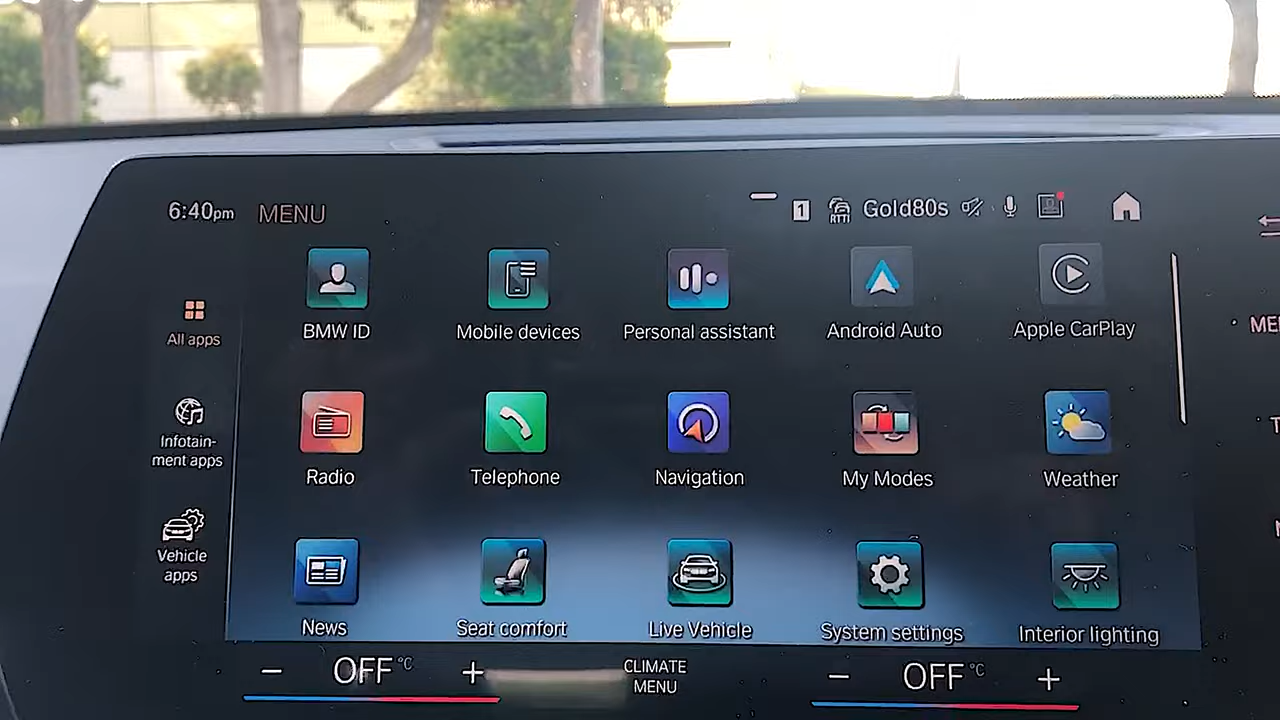 6:40pm MENU
1 RTTI Gold80s
All apps
Infotain-
ment apps
Vehicle
apps
BMW ID Mobile devices Personal assistant Android Auto Apple CarPlay
Radio Telephone Navigation My Modes Weather
News Seat comfort Live Vehicle System settings Interior lighting
− OFF °C +
CLIMATE
MENU
− OFF °C +